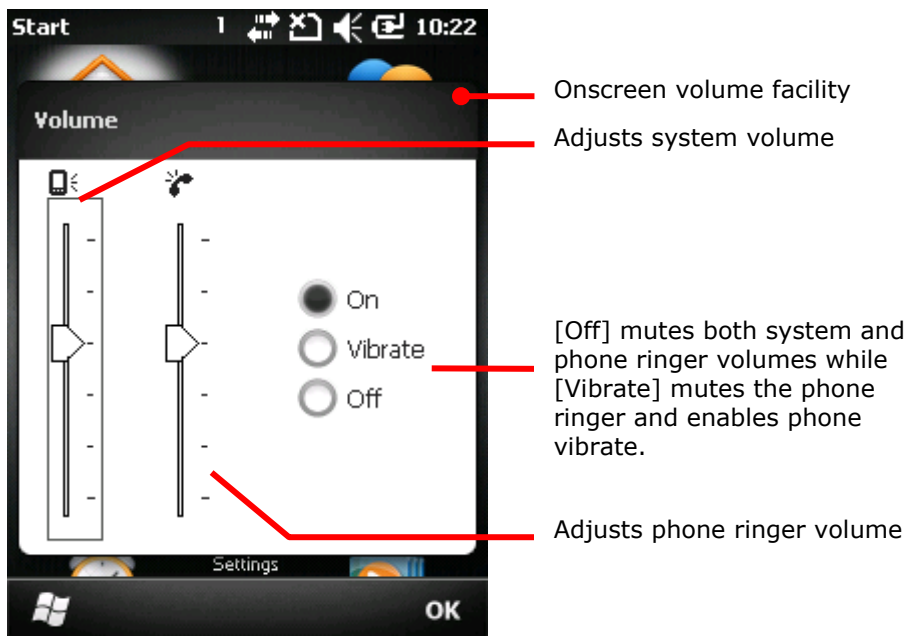 Start 1 10:22
Onscreen volume facility
Volume
Adjusts system volume
On
Vibrate
Off
[Off] mutes both system and
phone ringer volumes while
[Vibrate] mutes the phone
ringer and enables phone
vibrate.
Adjusts phone ringer volume
Settings
OK